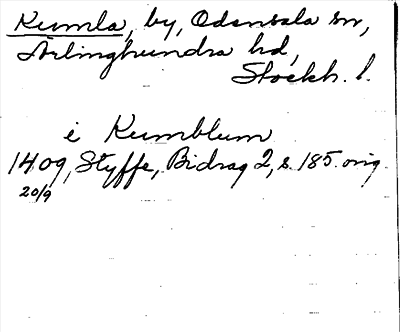 Kumla, by, Odensala sn,
Ärlinghundra hd,
Stockh. l.
i Kumblum
1409, Styffe, Bidrag 2, s. 185. orig.
20/9